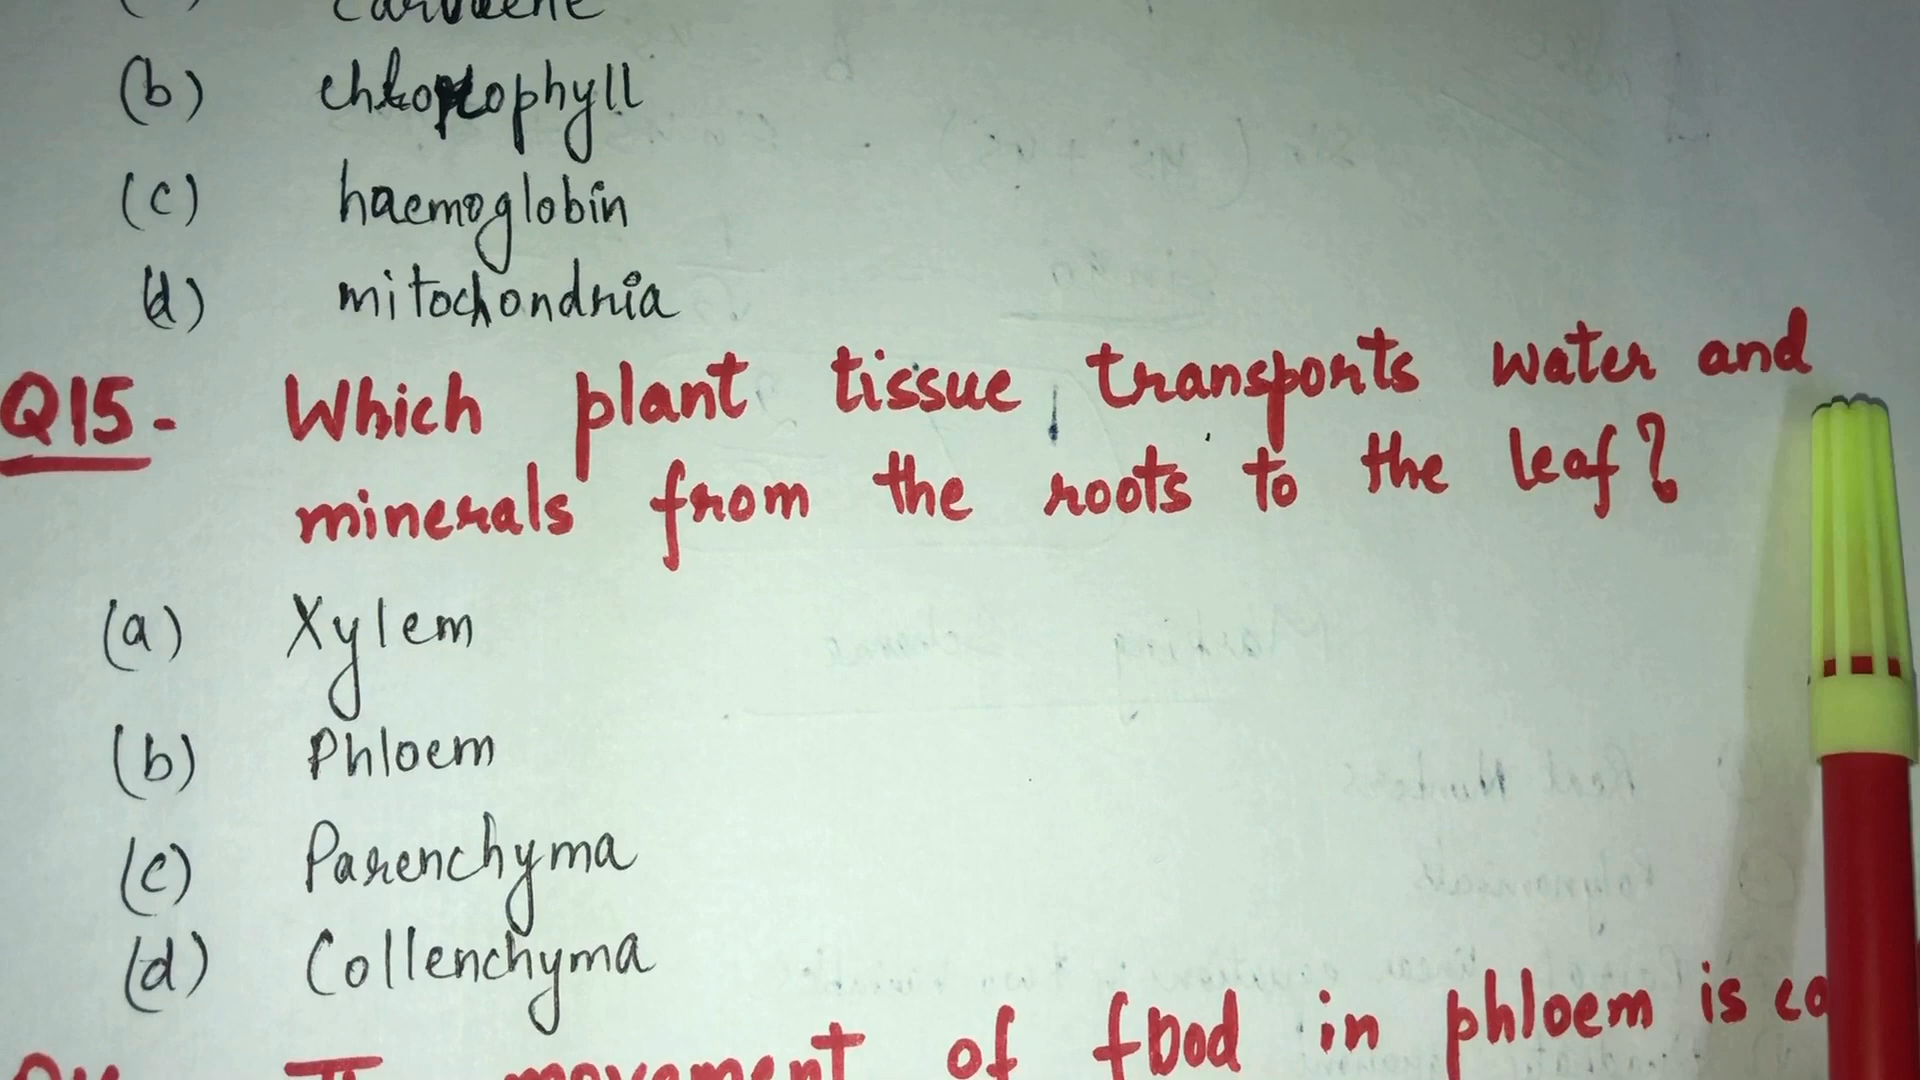 (b) chlorophyll
(c) haemoglobin
(d) mitochondria
Q15- Which plant tissue transports water and
minerals from the roots to the leaf?
(a) Xylem
(b) Phloem
(c) Parenchyma
(d) Collenchyma
movement of food in phloem is